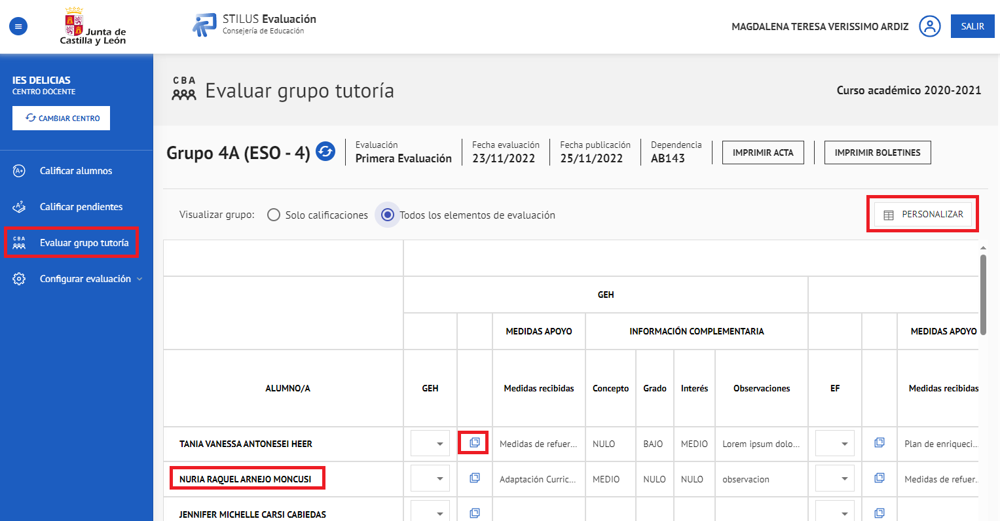 Junta de
Castilla y León
STILUS Evaluación
Consejería de Educación
MAGDALENA TERESA VERISSIMO ARDIZ
SALIR
IES DELICIAS
CENTRO DOCENTE
CAMBIAR CENTRO
Calificar alumnos
Calificar pendientes
CBA
Evaluar grupo tutoría
Configurar evaluación
CBA
Evaluar grupo tutoría
Curso académico 2020-2021
Grupo 4A (ESO - 4)
Evaluación
Primera Evaluación
Fecha evaluación
23/11/2022
Fecha publicación
25/11/2022
Dependencia
AB143
IMPRIMIR ACTA
IMPRIMIR BOLETINES
Visualizar grupo:
Solo calificaciones
Todos los elementos de evaluación
PERSONALIZAR
GEH
MEDIDAS APOYO
INFORMACIÓN COMPLEMENTARIA
MEDIDAS APOYO
ALUMNO/A
GEH
Medidas recibidas
Concepto
Grado
Interés
Observaciones
EF
Medidas recibidas
TANIA VANESSA ANTONESEI HEER
Medidas de refuer...
NULO
BAJO
MEDIO
Lorem ipsum dolo...
Plan de enriqueci...
NURIA RAQUEL ARNEJO MONCUSI
Adaptación Curric...
MEDIO
NULO
NULO
observacion
Medidas de refuer...
JENNIFER MICHELLE CARSI CABIEDAS